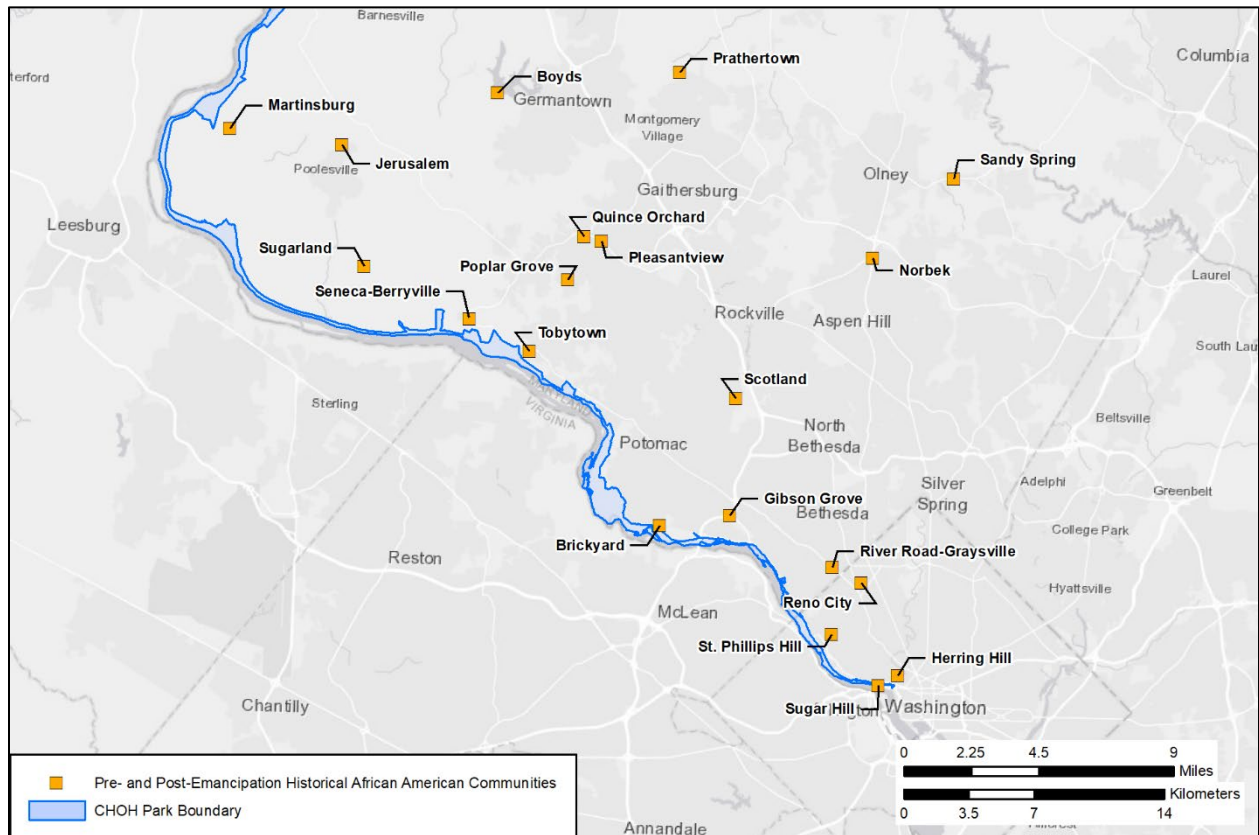 Barnesville
Columbia
terford
Prathertown
Boyds
Germantown
Martinsburg
Montgomery
Village
Jerusalem
Poolesville
Sandy Spring
Olney
Gaithersburg
Leesburg
Quince Orchard
Pleasantview
Sugarland
Poplar Grove
Norbek
Laurel
Seneca-Berryville
Rockville
Aspen Hill
Tobytown
South Lau
Scotland
MARYLAND
VIRGINIA
Sterling
Beltsville
Potomac
North
Bethesda
Silver
Spring
Adelphi
Greenbelt
Gibson Grove
Bethesda
College Park
Brickyard
Reston
River Road-Graysville
Hyattsville
Reno City
McLean
St. Phillips Hill
Herring Hill
Chantilly
Sugar Hill
ington
Washington
Pre- and Post-Emancipation Historical African American Communities
CHOH Park Boundary
0 2.25 4.5 9
Miles
Kilometers
0 3.5 7 14
Annandale